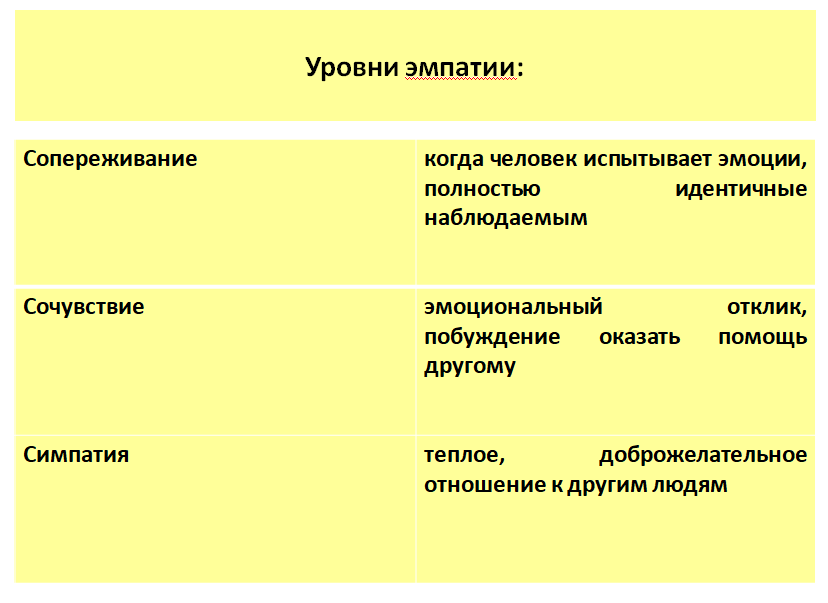 Уровни эмпатии:
Сопереживание
когда человек испытывает эмоции,
полностью идентичные
наблюдаемым
Сочувствие
эмоциональный отклик,
побуждение оказать помощь
другому
Симпатия
теплое, доброжелательное
отношение к другим людям